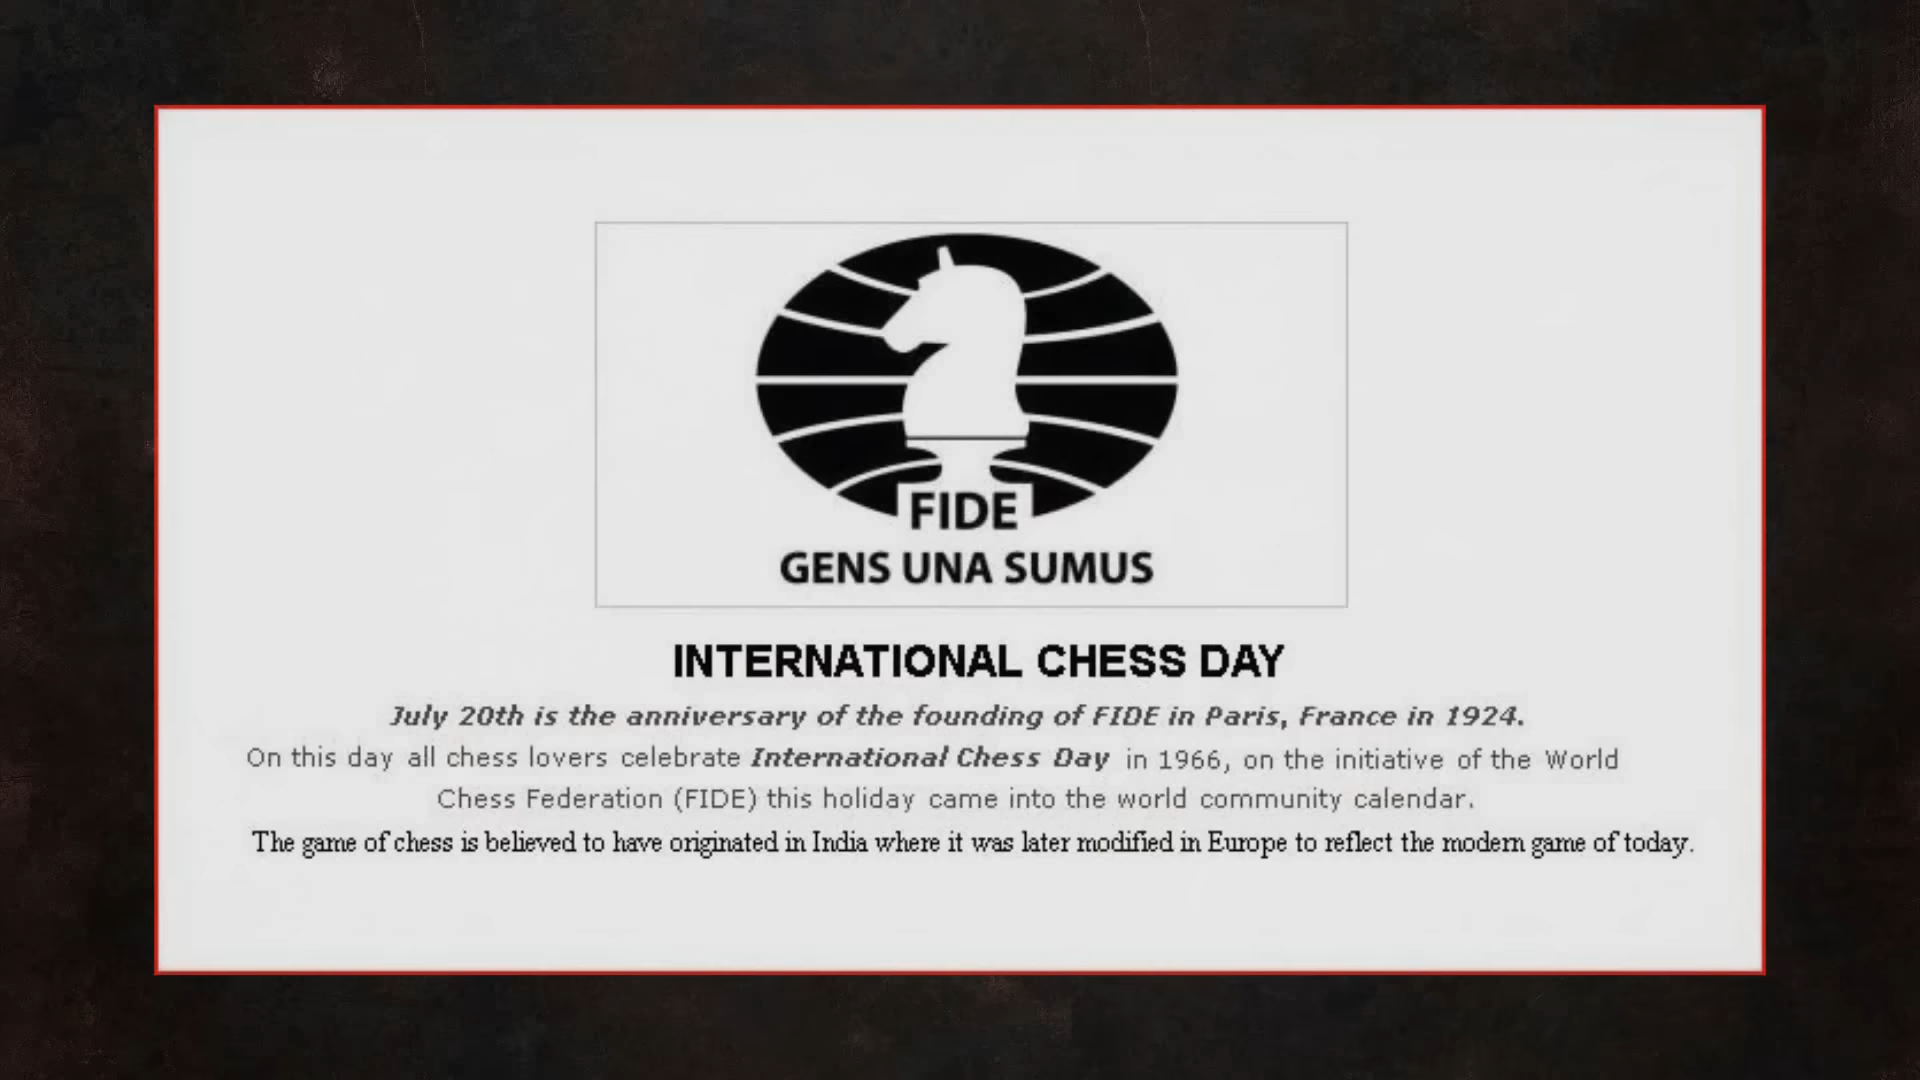 FIDE
GENS UNA SUMUS
INTERNATIONAL CHESS DAY
July 20th is the anniversary of the founding of FIDE in Paris, France in 1924.
On this day all chess lovers celebrate International Chess Day in 1966, on the initiative of the World
Chess Federation (FIDE) this holiday came into the world community calendar.
The game of chess is believed to have originated in India where it was later modified in Europe to reflect the modern game of today.